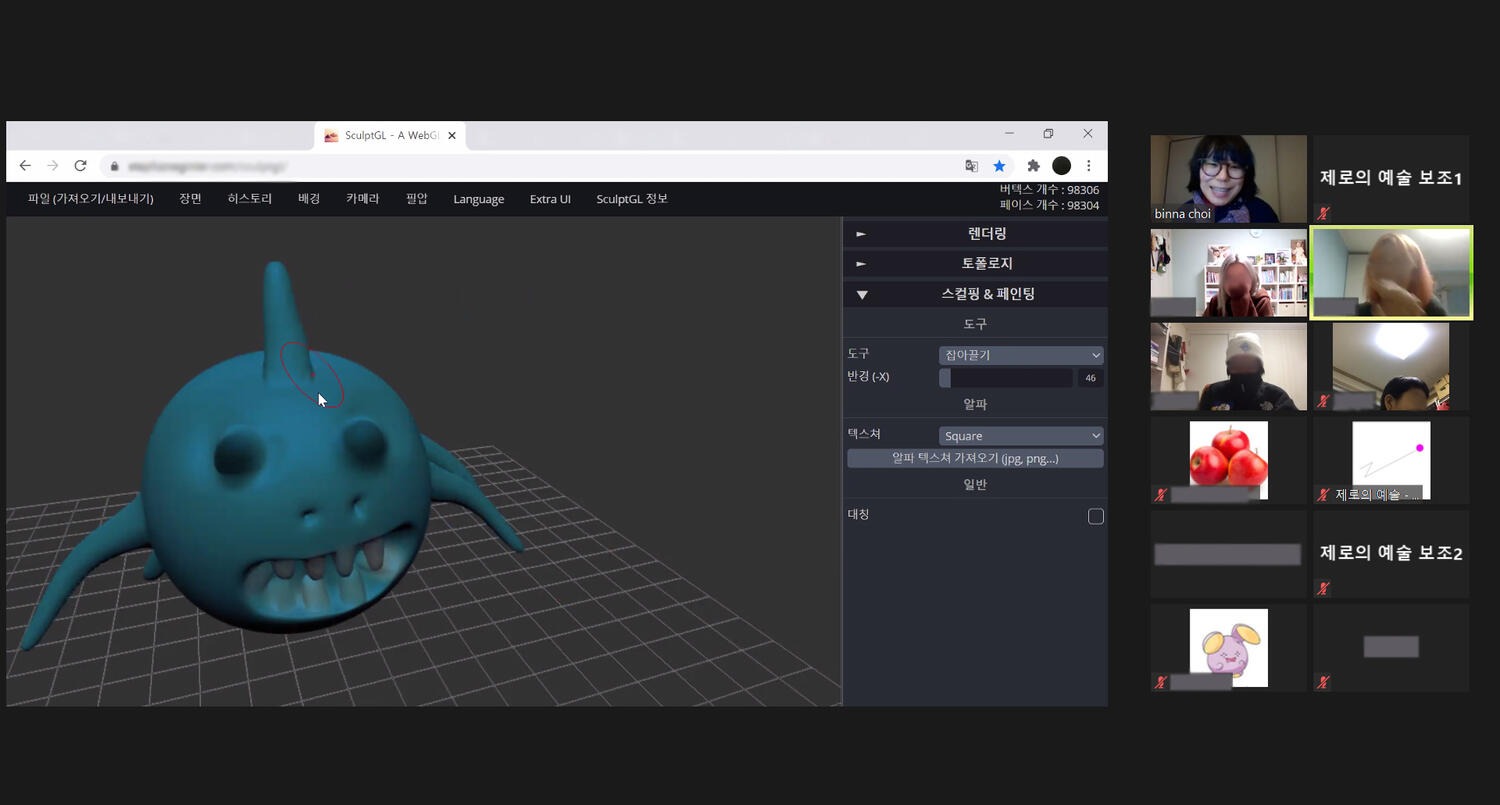 SculptGL - A WebGL
파일 (가져오기/내보내기) 장면 히스토리 배경 카메라 필압 Language Extra UI SculptGL 정보
버텍스 개수 : 98306
페이스 개수 : 98304
렌더링
토폴로지
스컬핑 & 페인팅
도구
도구 잡아끌기
반경 (-X) 46
알파
텍스쳐 Square
알파 텍스쳐 가져오기 (jpg, png...)
일반
대칭
binna choi
제로의 예술 보조1
제로의 예술 - ...
제로의 예술 보조2